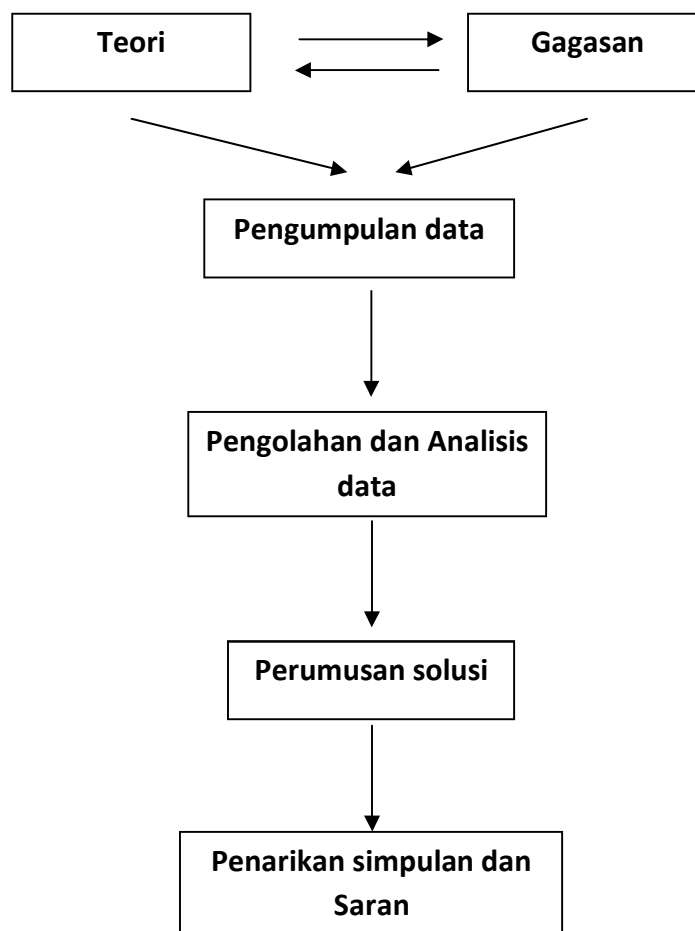 Teori
Gagasan
Pengumpulan data
Pengolahan dan Analisis
data
Perumusan solusi
Penarikan simpulan dan
Saran